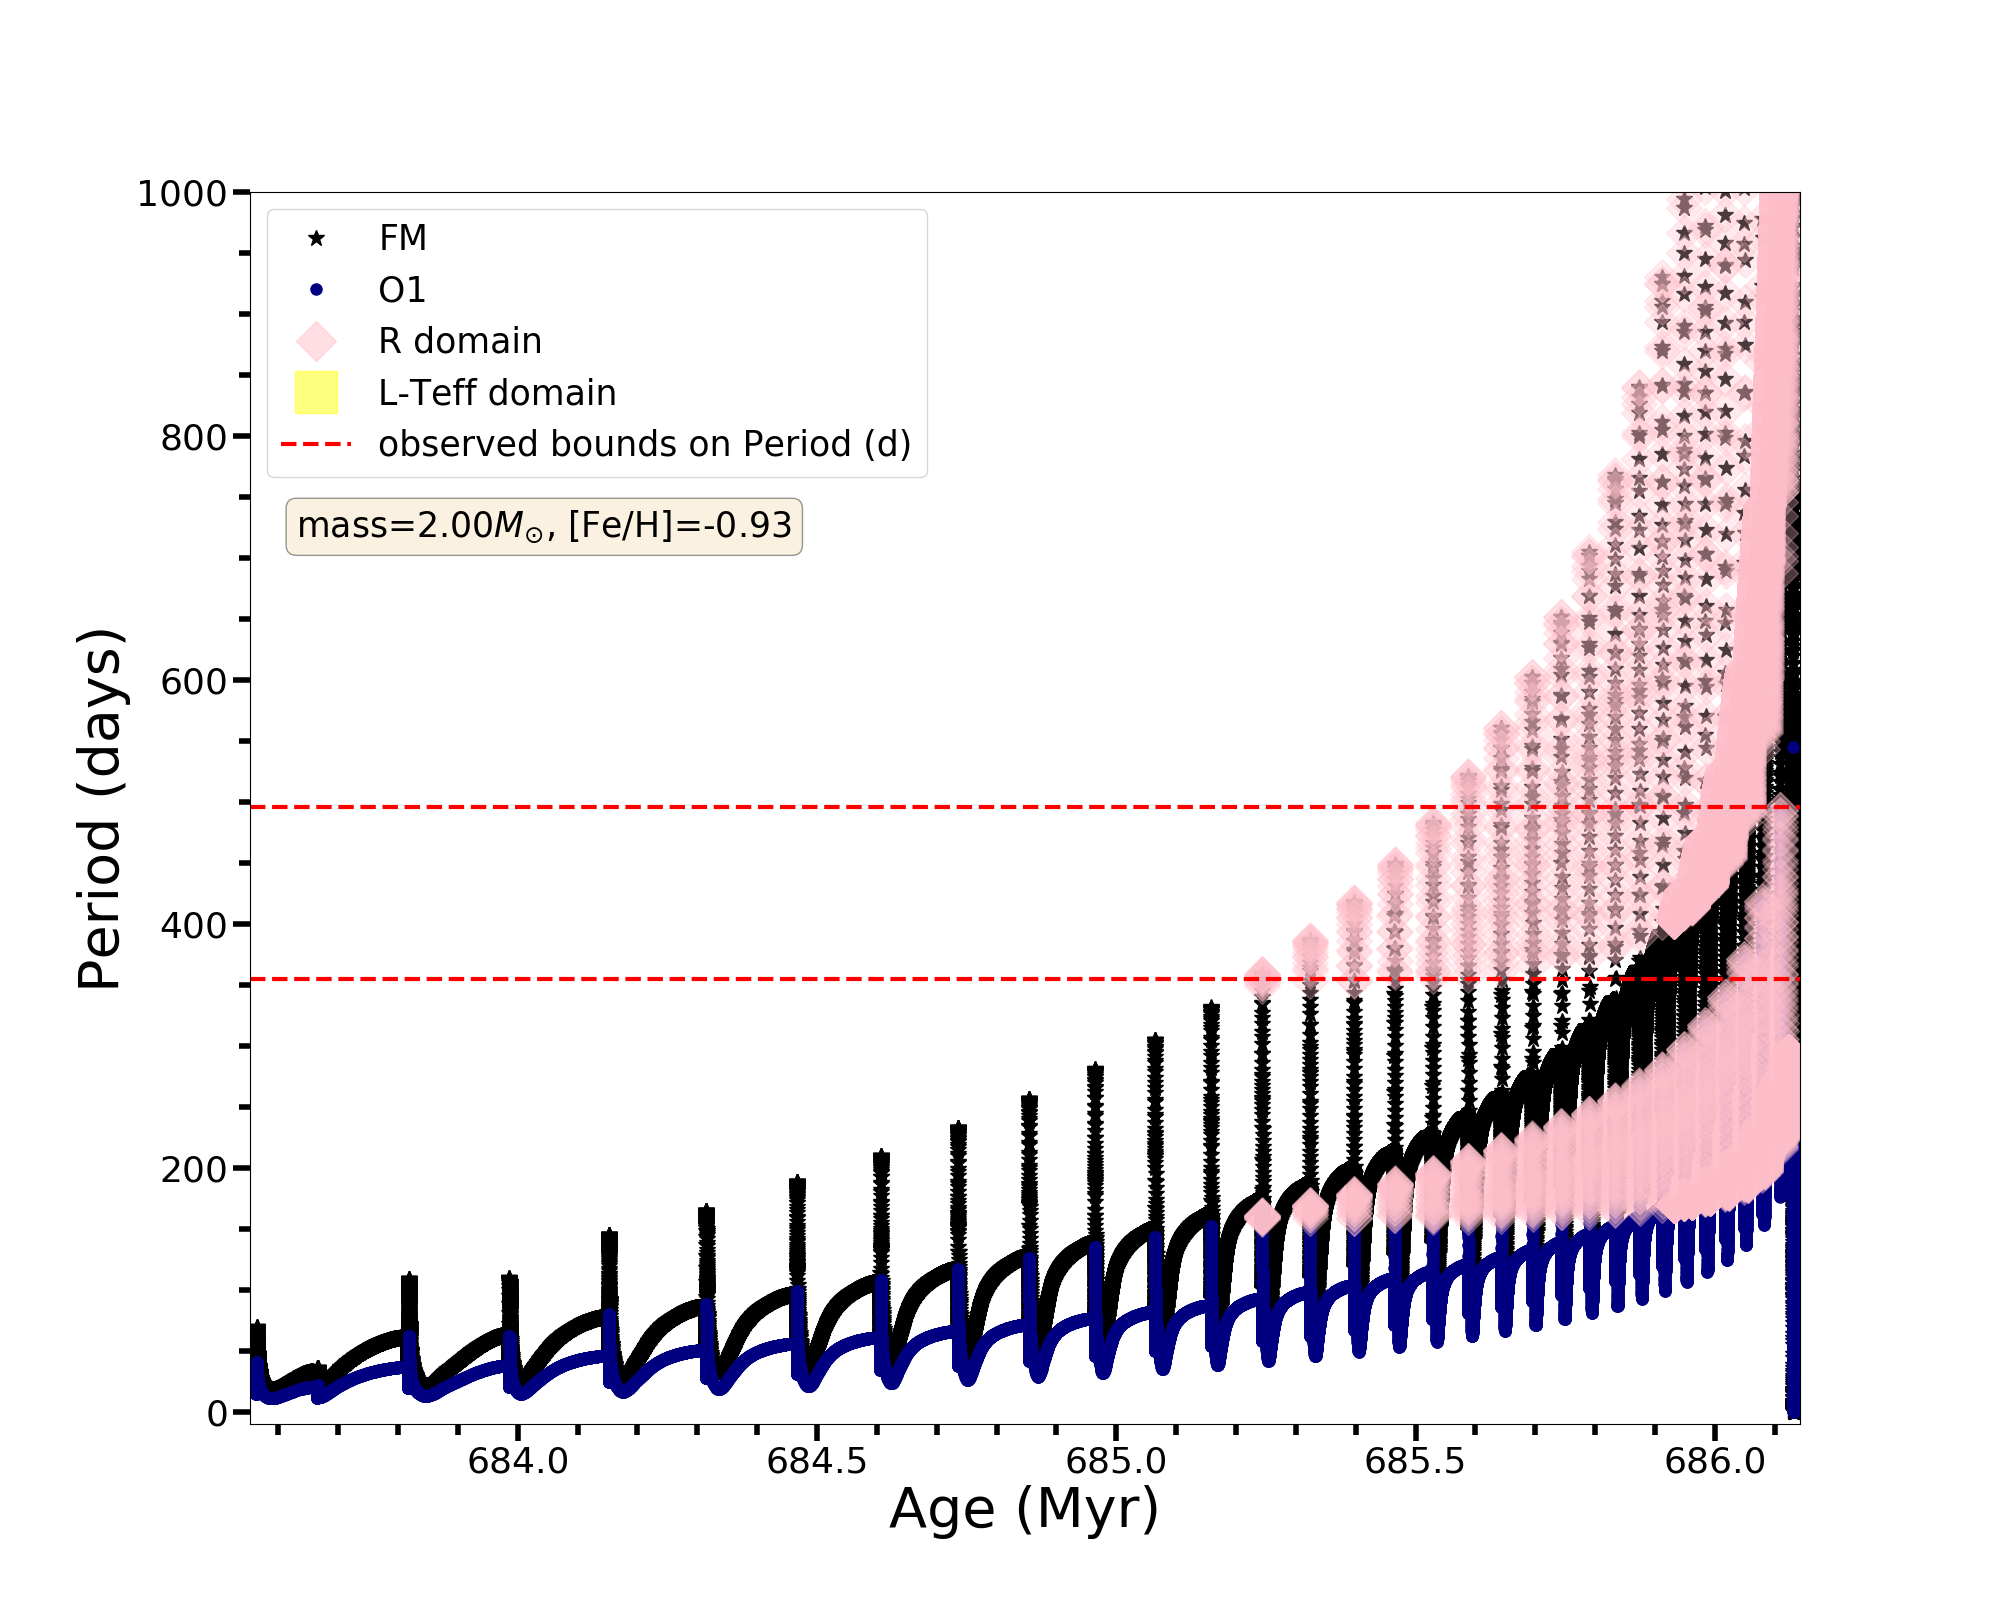 1000
800
600
400
200
0
Period (days)
FM
O1
R domain
L-Teff domain
observed bounds on Period (d)
mass=2.00M☉, [Fe/H]=-0.93
684.0 684.5 685.0 685.5 686.0
Age (Myr)